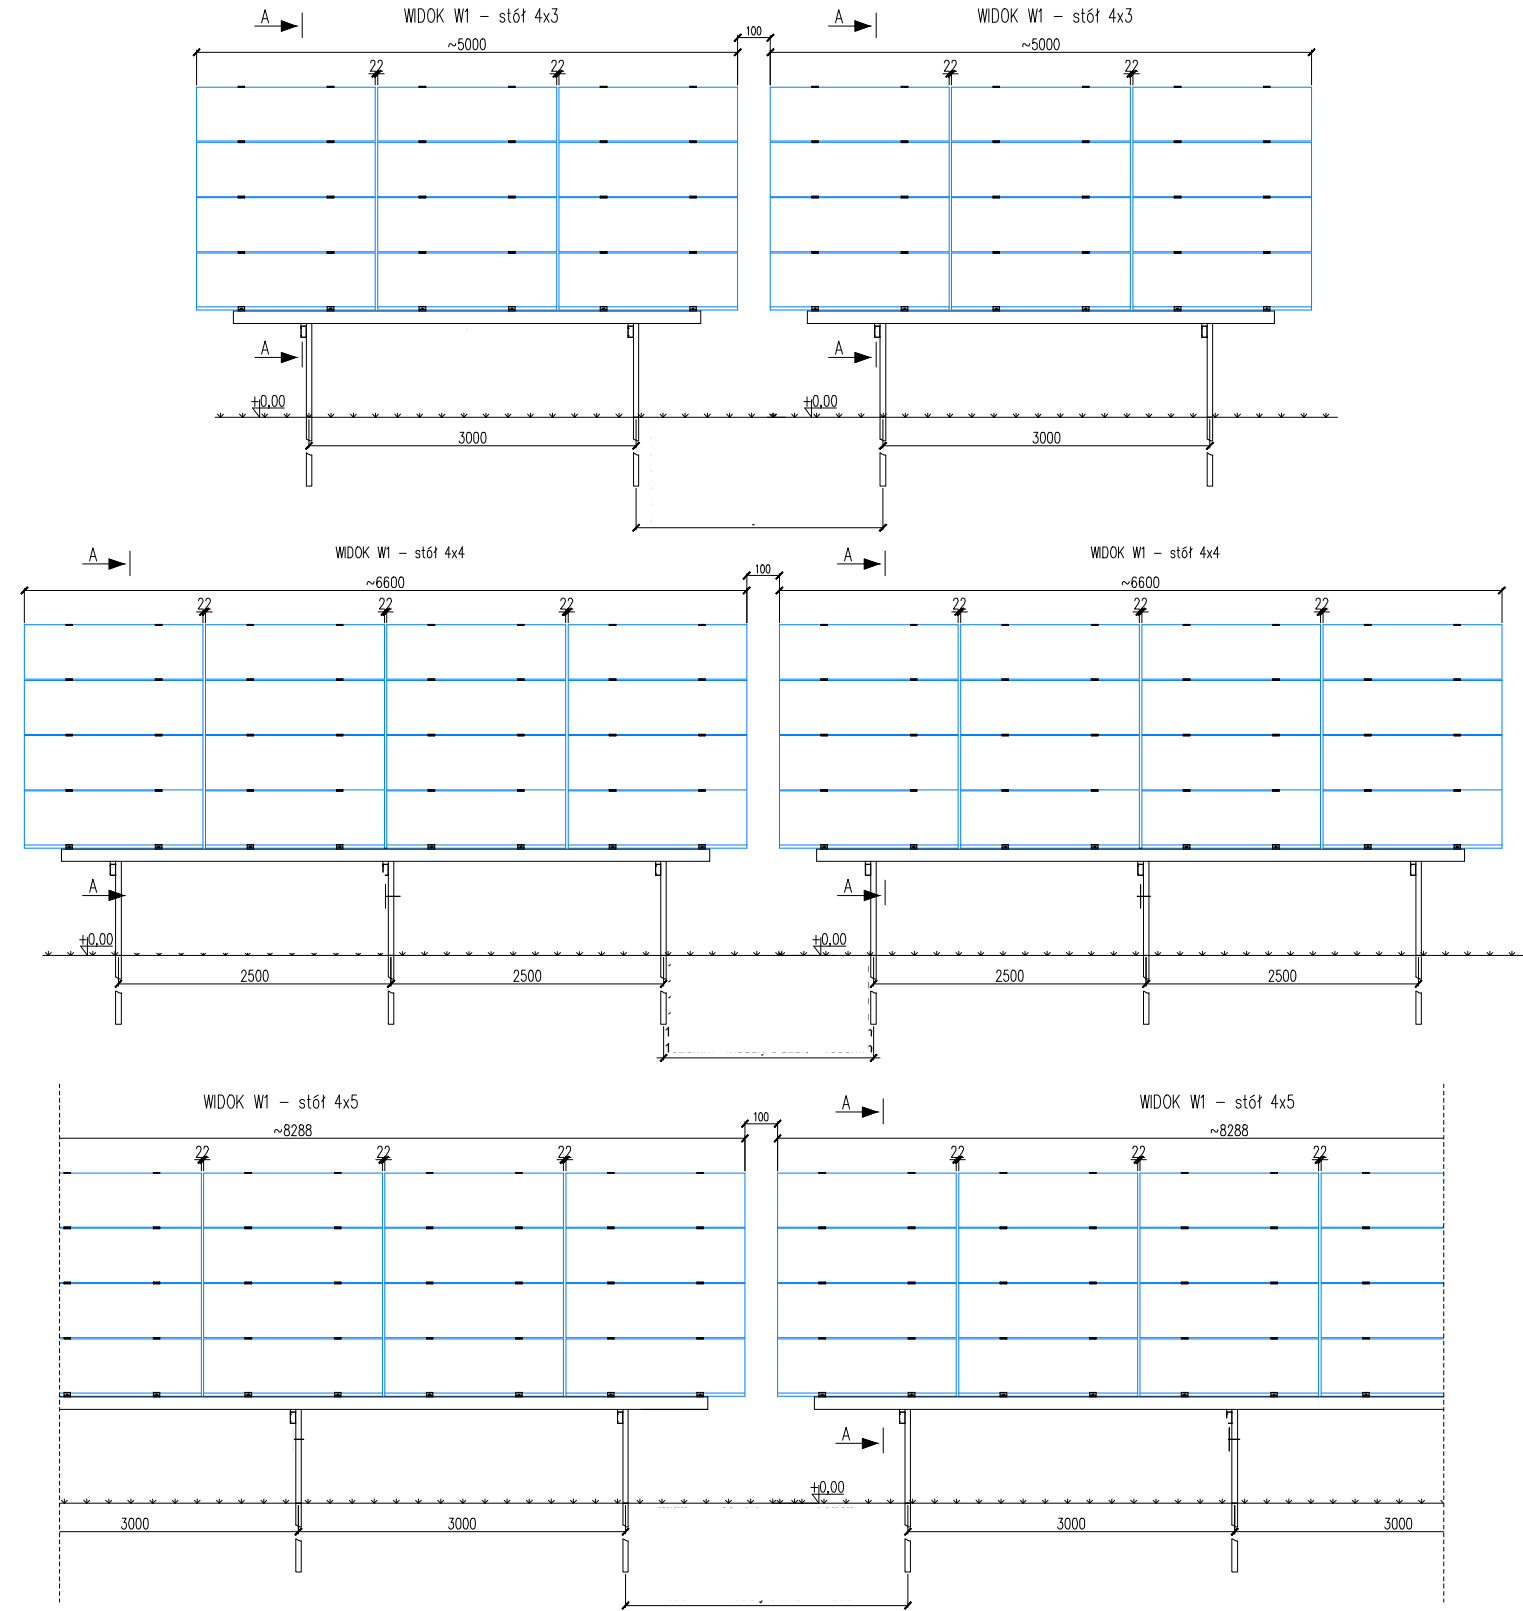 A WIDOK W1 – stół 4x3 A WIDOK W1 – stół 4x3
~5000 100 ~5000
22 22 22 22
A A
±0,00 ±0,00
3000 3000
A WIDOK W1 – stół 4x4 A WIDOK W1 – stół 4x4
~6600 100 ~6600
22 22 22 22 22 22
A A
±0,00 ±0,00
2500 2500 2500 2500
WIDOK W1 – stół 4x5 A WIDOK W1 – stół 4x5
~8288 100 ~8288
22 22 22 22 22 22
A
±0,00
3000 3000 3000 3000